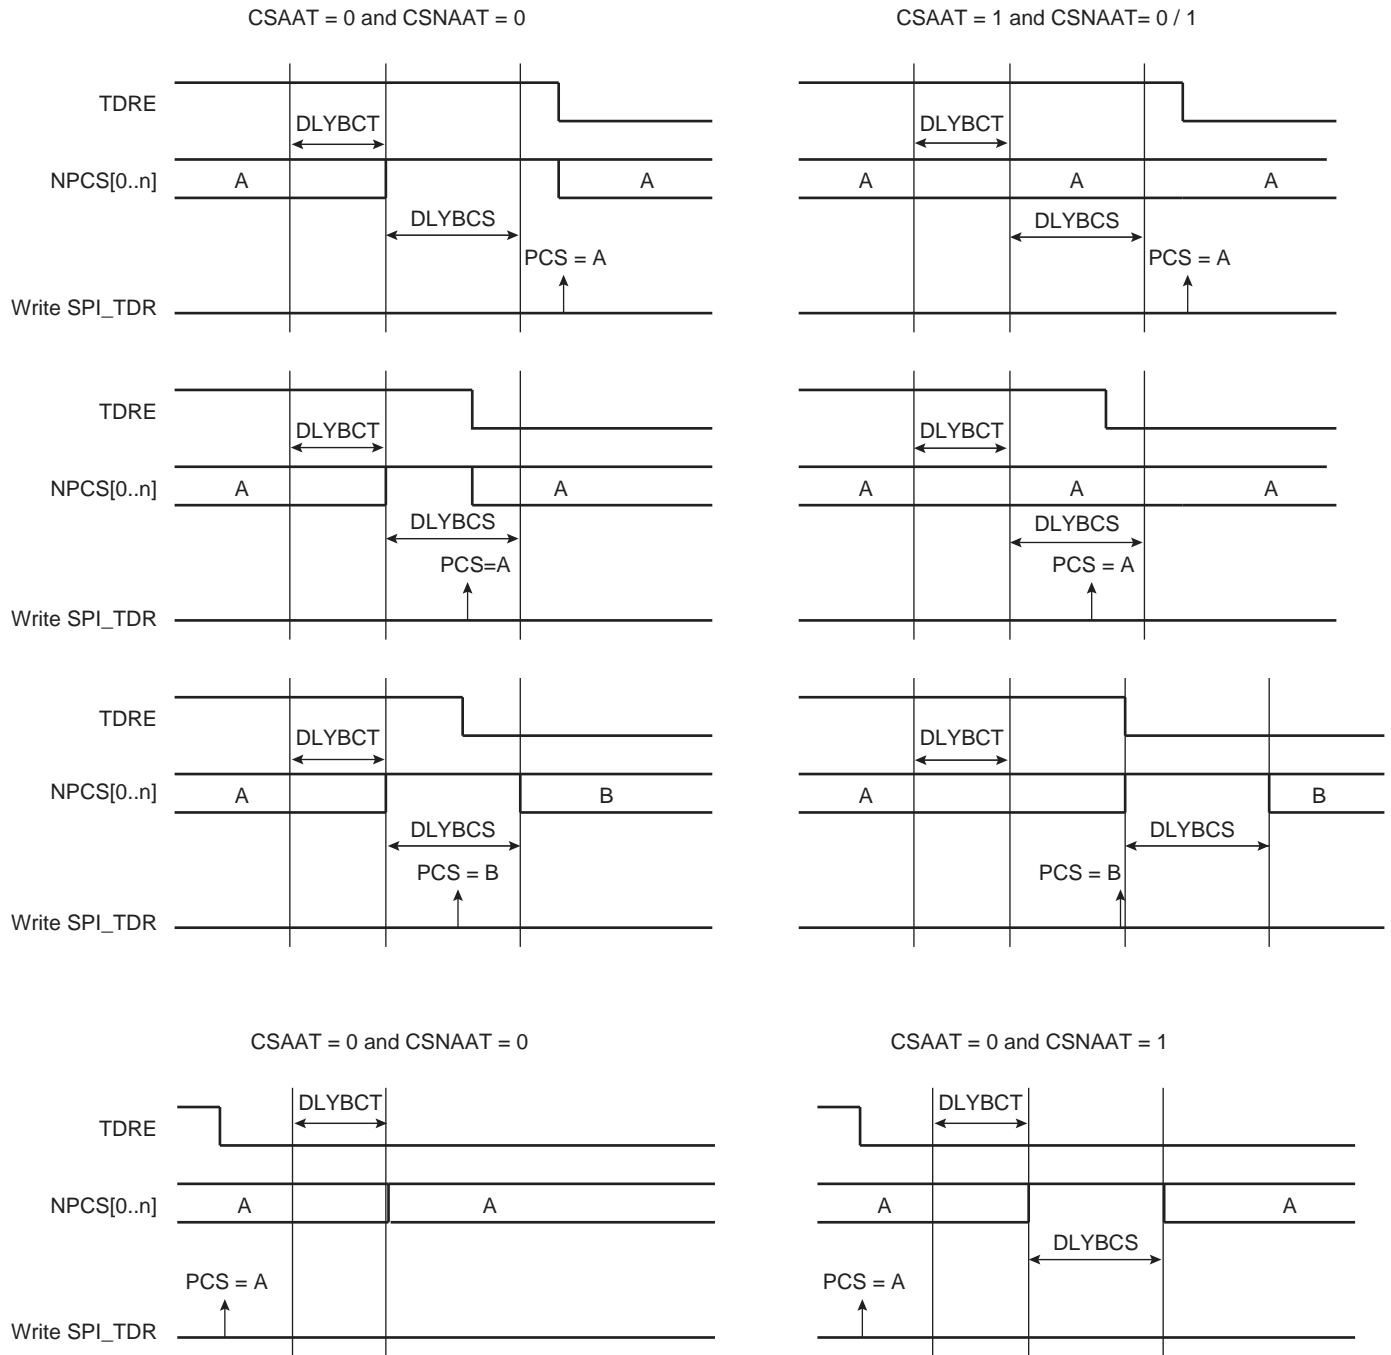 CSAAT = 0 and CSNAAT = 0
CSAAT = 1 and CSNAAT= 0 / 1
TDRE
DLYBCT
DLYBCT
NPCS[0..n]
A
A
A
A
A
DLYBCS
DLYBCS
PCS = A
PCS = A
Write SPI_TDR
TDRE
DLYBCT
DLYBCT
NPCS[0..n]
A
A
A
A
A
DLYBCS
DLYBCS
PCS=A
PCS = A
Write SPI_TDR
TDRE
DLYBCT
DLYBCT
NPCS[0..n]
A
B
A
B
DLYBCS
DLYBCS
PCS = B
PCS = B
Write SPI_TDR
CSAAT = 0 and CSNAAT = 0
CSAAT = 0 and CSNAAT = 1
DLYBCT
DLYBCT
TDRE
NPCS[0..n]
A
A
A
A
DLYBCS
PCS = A
PCS = A
Write SPI_TDR